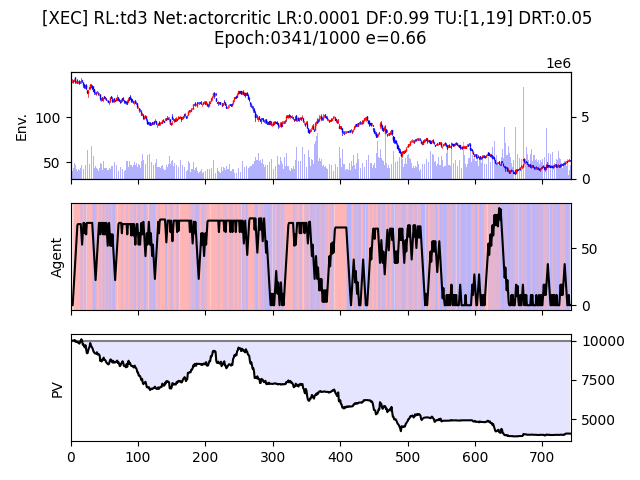 [XEC] RL:td3 Net:actorcritic LR:0.0001 DF:0.99 TU:[1,19] DRT:0.05
Epoch:0341/1000 e=0.66
1e6
Env.
100
50
5
0
Agent
50
0
PV
10000
7500
5000
0 100 200 300 400 500 600 700